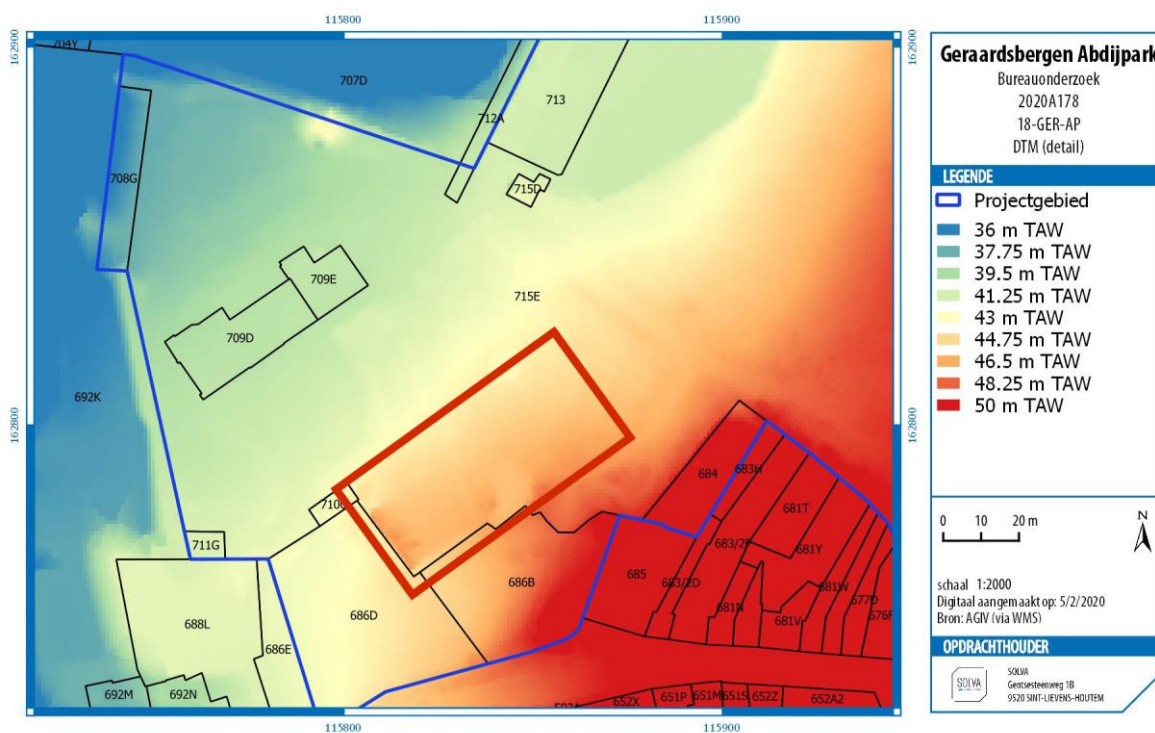 115800
115900
162900
162900
704Y
707D
713
712A
708G
715D
709E
715E
709D
692K
162800
162800
684
683H
681T
710
711G
683/2F
681Y
686B
685
683/2D
681W
677D
676F
686D
681N
681V
688L
686E
692M
692N
652X
651P
651M
651S
652Z
652A2
115800
115900
Geraardsbergen Abdijpark
Bureauonderzoek
2020A178
18-GER-AP
DTM (detail)
LEGENDE
Projectgebied
36 m TAW
37.75 m TAW
39.5 m TAW
41.25 m TAW
43 m TAW
44.75 m TAW
46.5 m TAW
48.25 m TAW
50 m TAW
0 10 20 m
N
schaal 1:2000
Digitaal aangemaakt op: 5/2/2020
Bron: AGIV (via WMS)
OPDRACHTHOUDER
SOLVA
SOLVA
Gentsesteenweg 1B
9520 SINT-LIEVENS-HOUTEM